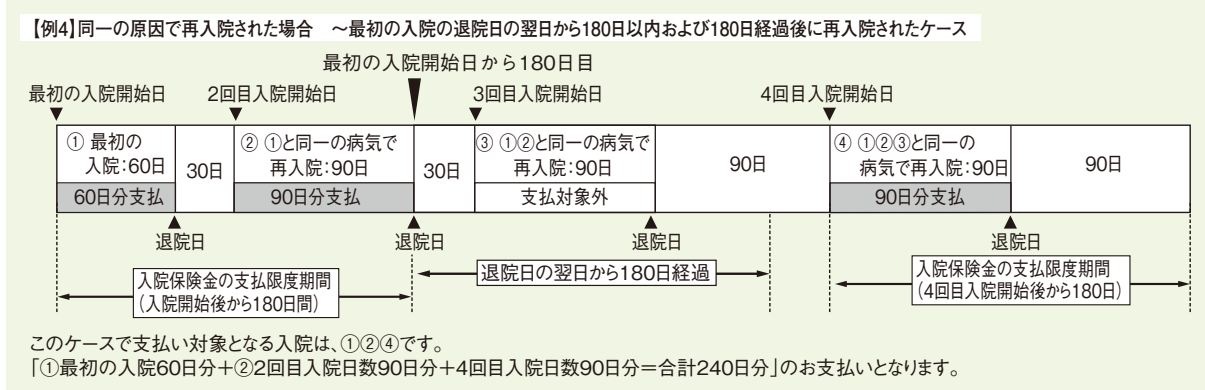 【例4】同一の原因で再入院された場合　～最初の入院の退院日の翌日から180日以内および180日経過後に再入院されたケース
最初の入院開始日から180日目
最初の入院開始日
2回目入院開始日
3回目入院開始日
4回目入院開始日
① 最初の
入院:60日
60日分支払
30日
② ①と同一の病気で
再入院:90日
90日分支払
30日
③ ①②と同一の病気で
再入院:90日
支払対象外
90日
④ ①②③と同一の
病気で再入院:90日
90日分支払
90日
退院日
退院日
退院日
退院日
入院保険金の支払限度期間
(入院開始後から180日間)
退院日の翌日から180日経過
入院保険金の支払限度期間
(4回目入院開始後から180日)
このケースで支払い対象となる入院は、①②④です。
「①最初の入院60日分+②2回目入院日数90日分+4回目入院日数90日分=合計240日分」のお支払いとなります。